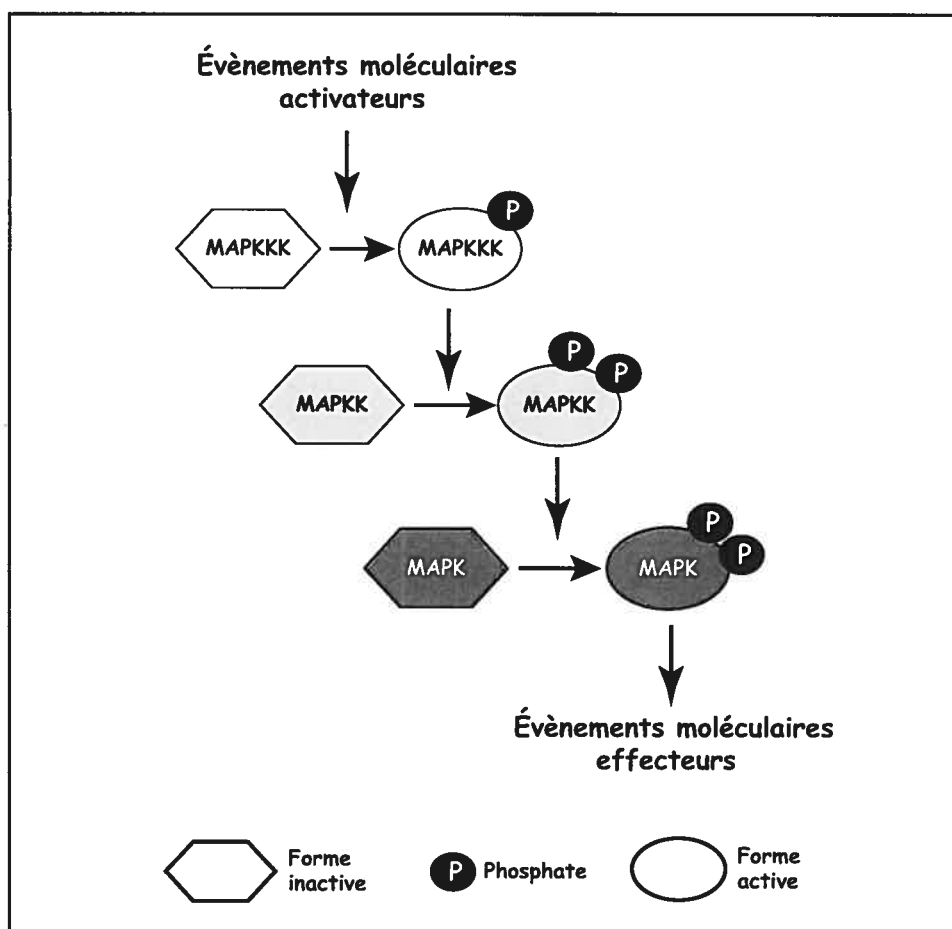 Évènements moléculaires
activateurs
P
MAPKKK
MAPKKK
P
P
MAPKK
MAPKK
P
P
MAPK
MAPK
Évènements moléculaires
effecteurs
Forme
inactive
P
Phosphate
Forme
active